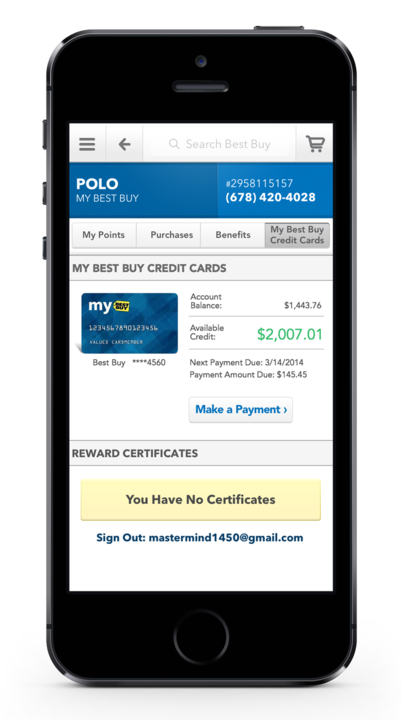 Search Best Buy
POLO
MY BEST BUY
#2958115157
(678) 420-4028
My Points
Purchases
Benefits
My Best Buy
Credit Cards
MY BEST BUY CREDIT CARDS
my BEST BUY
1234567890123456
VALUED CARDMEMBER
Best Buy ****4560
Account
Balance:
$1,443.76
Available
Credit:
$2,007.01
Next Payment Due: 3/14/2014
Payment Amount Due: $145.45
Make a Payment ›
REWARD CERTIFICATES
You Have No Certificates
Sign Out: mastermind1450@gmail.com